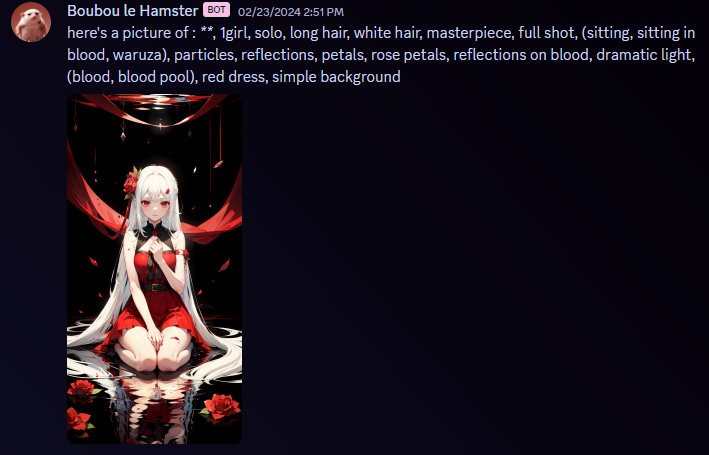 Boubou le Hamster BOT 02/23/2024 2:51 PM
here's a picture of : **, 1girl, solo, long hair, white hair, masterpiece, full shot, (sitting, sitting in
blood, waruza), particles, reflections, petals, rose petals, reflections on blood, dramatic light,
(blood, blood pool), red dress, simple background